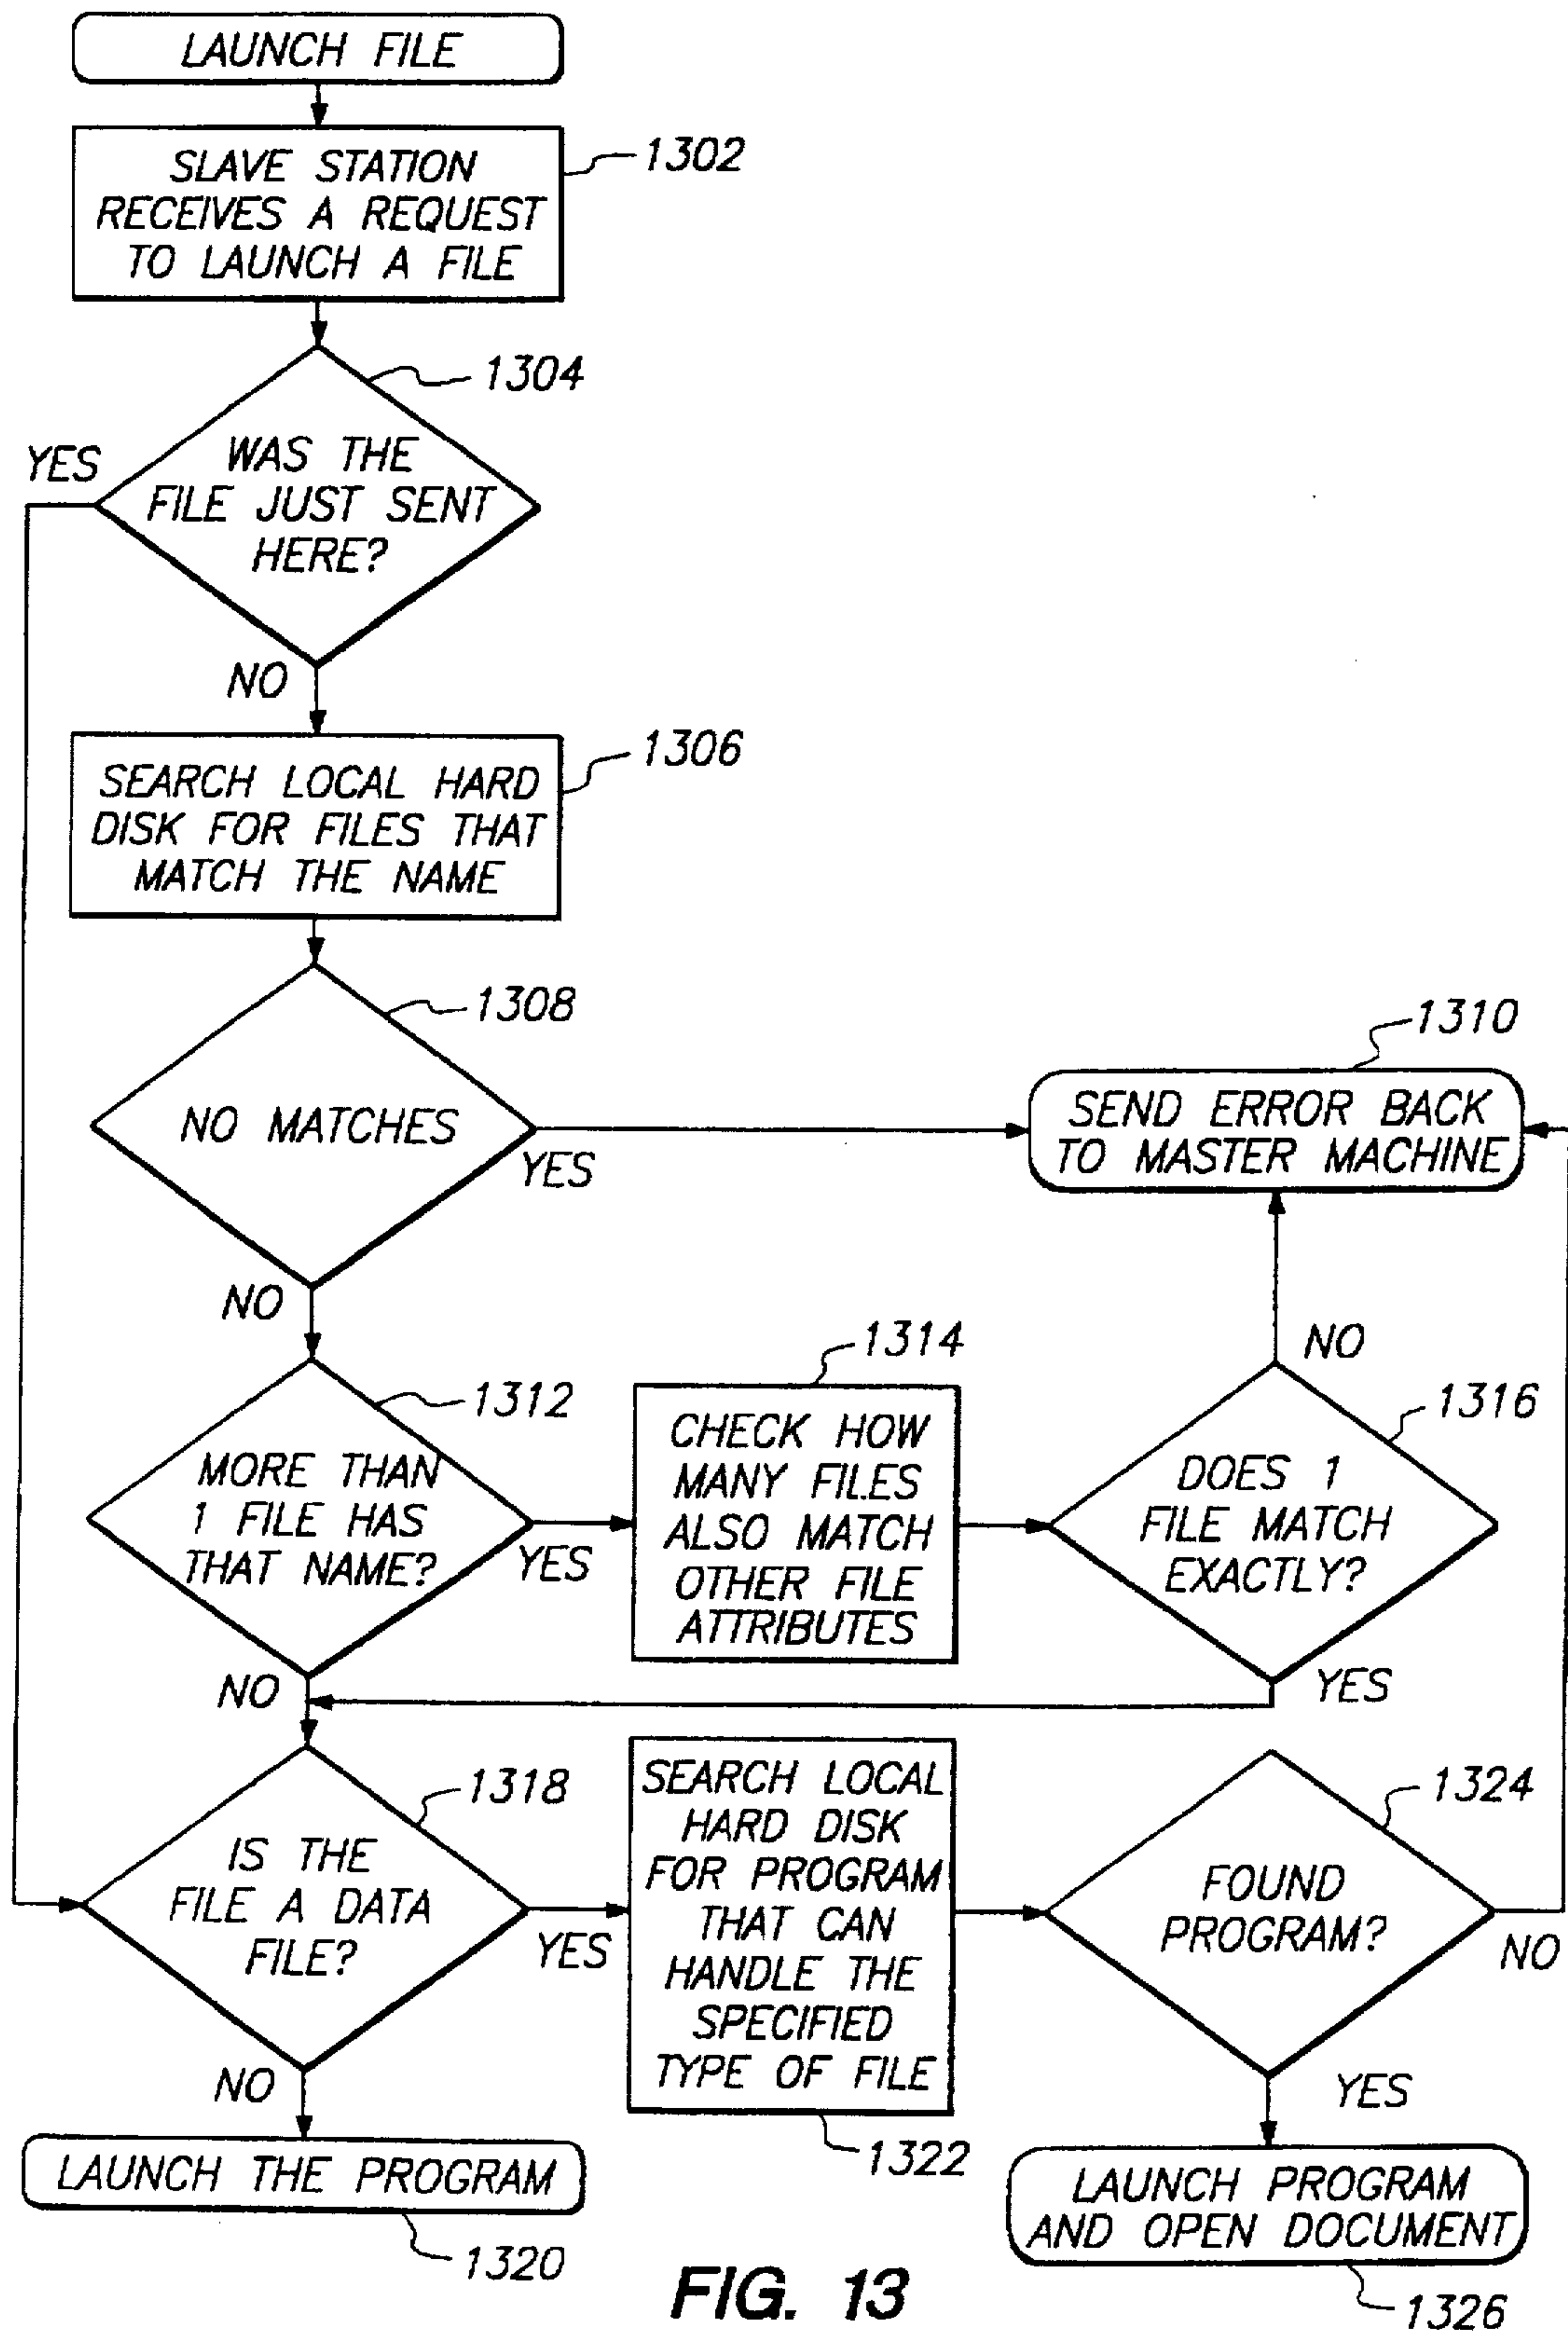 LAUNCH FILE
SLAVE STATION
RECEIVES A REQUEST
TO LAUNCH A FILE
1302
1304
WAS THE
FILE JUST SENT
HERE?
YES
NO
1306
SEARCH LOCAL HARD
DISK FOR FILES THAT
MATCH THE NAME
1308
NO MATCHES
YES
NO
1310
SEND ERROR BACK
TO MASTER MACHINE
1312
MORE THAN
1 FILE HAS
THAT NAME?
YES
NO
1314
CHECK HOW
MANY FILES
ALSO MATCH
OTHER FILE
ATTRIBUTES
NO
1316
DOES 1
FILE MATCH
EXACTLY?
YES
1318
IS THE
FILE A DATA
FILE?
YES
NO
SEARCH LOCAL
HARD DISK
FOR PROGRAM
THAT CAN
HANDLE THE
SPECIFIED
TYPE OF FILE
1322
1324
FOUND
PROGRAM?
NO
YES
LAUNCH THE PROGRAM
1320
LAUNCH PROGRAM
AND OPEN DOCUMENT
1326
FIG. 13